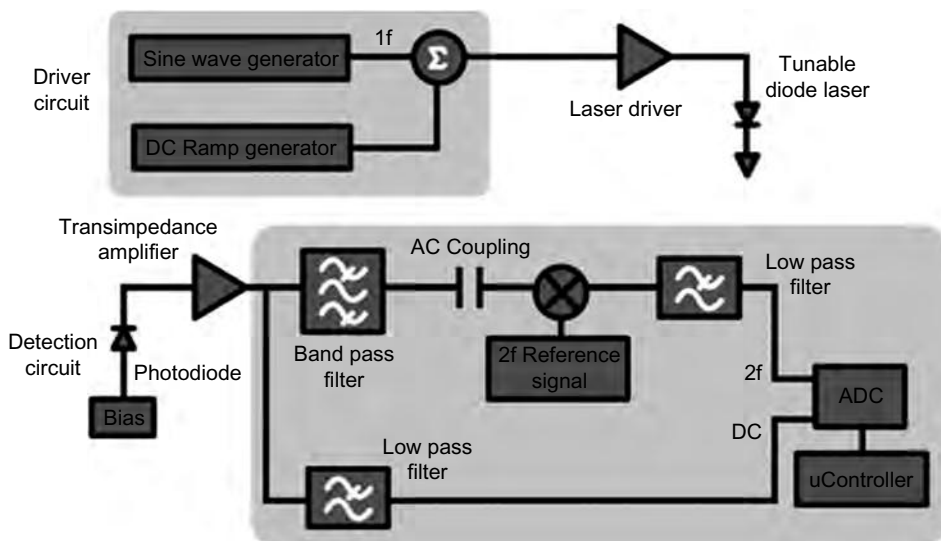 Sine wave generator
1f
Σ
Driver
circuit
DC Ramp generator
Laser driver
Tunable
diode laser
Transimpedance
amplifier
AC Coupling
Low pass
filter
Detection
circuit
Photodiode
Band pass
filter
2f Reference
signal
2f
ADC
Bias
DC
Low pass
filter
uController